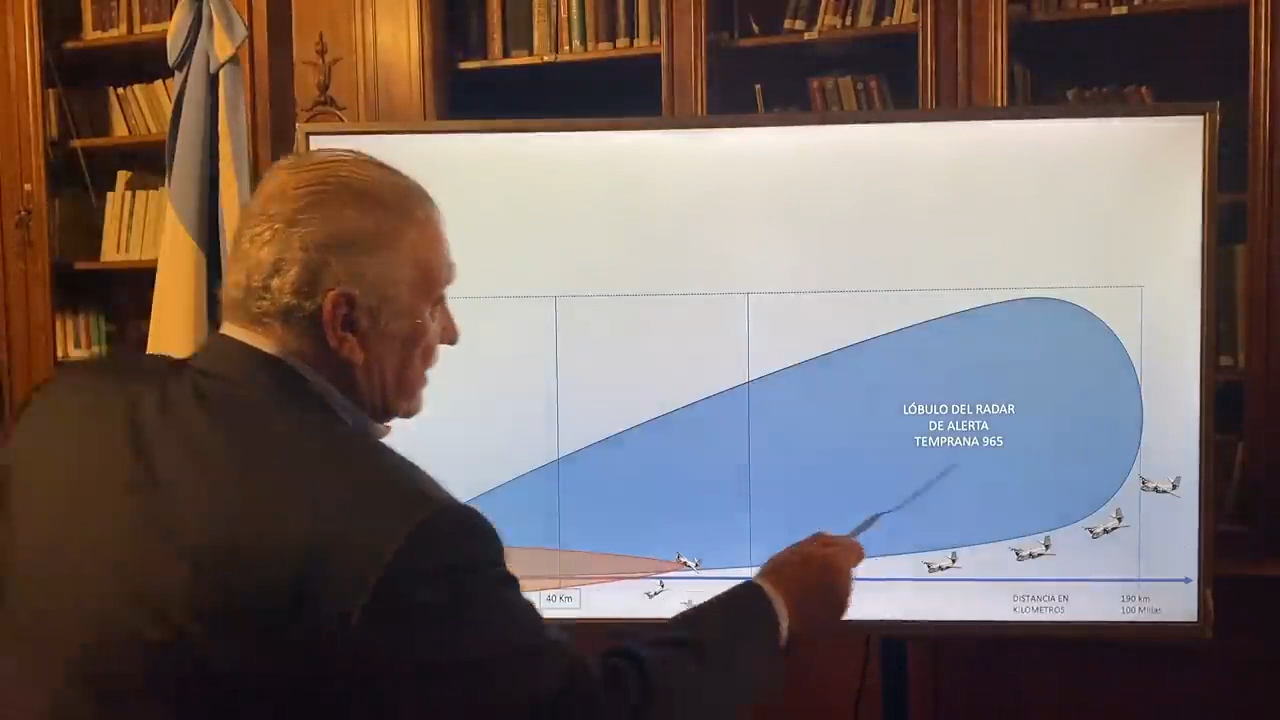 LÓBULO DEL RADAR
DE ALERTA
TEMPRANA 965
40 Km
DISTANCIA EN
KILOMETROS
190 km
100 Millas